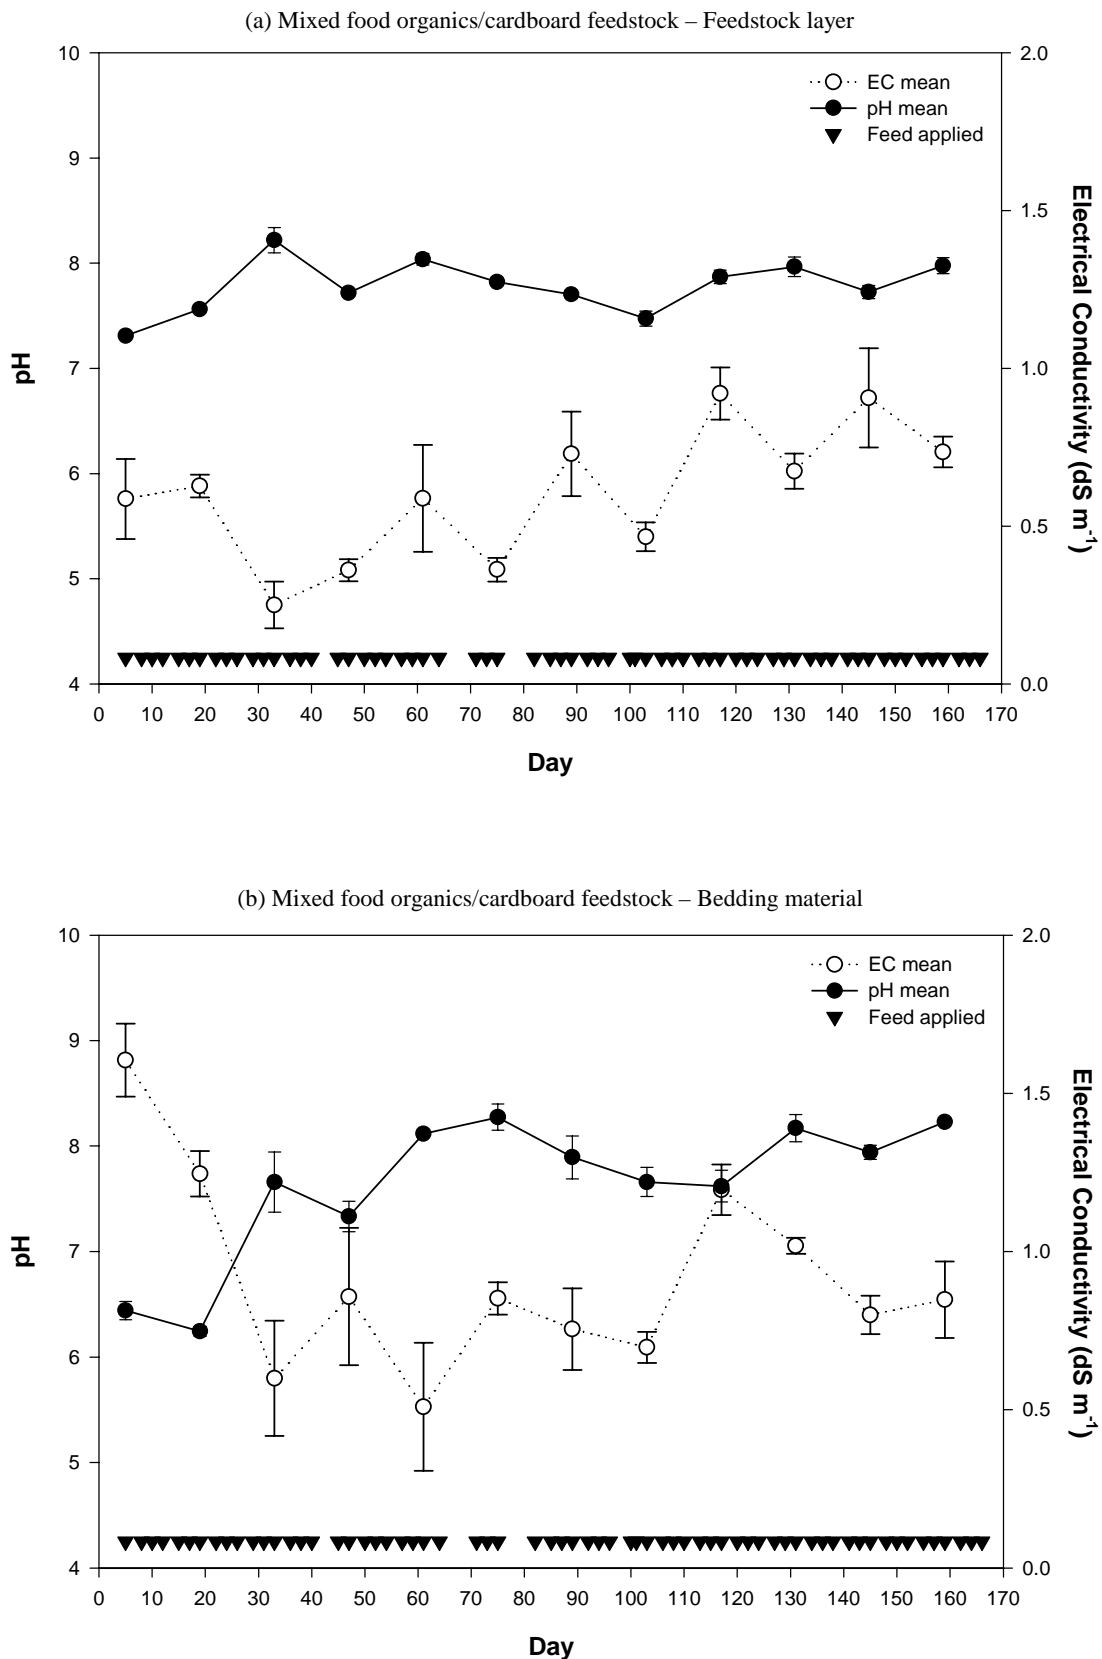 (a) Mixed food organics/cardboard feedstock – Feedstock layer
10
9
8
7
6
5
4
pH
2.0
1.5
1.0
0.5
0.0
Electrical Conductivity (dS m⁻¹)
EC mean
pH mean
Feed applied
0 10 20 30 40 50 60 70 80 90 100 110 120 130 140 150 160 170
Day
(b) Mixed food organics/cardboard feedstock – Bedding material
10
9
8
7
6
5
4
pH
2.0
1.5
1.0
0.5
0.0
Electrical Conductivity (dS m⁻¹)
EC mean
pH mean
Feed applied
0 10 20 30 40 50 60 70 80 90 100 110 120 130 140 150 160 170
Day